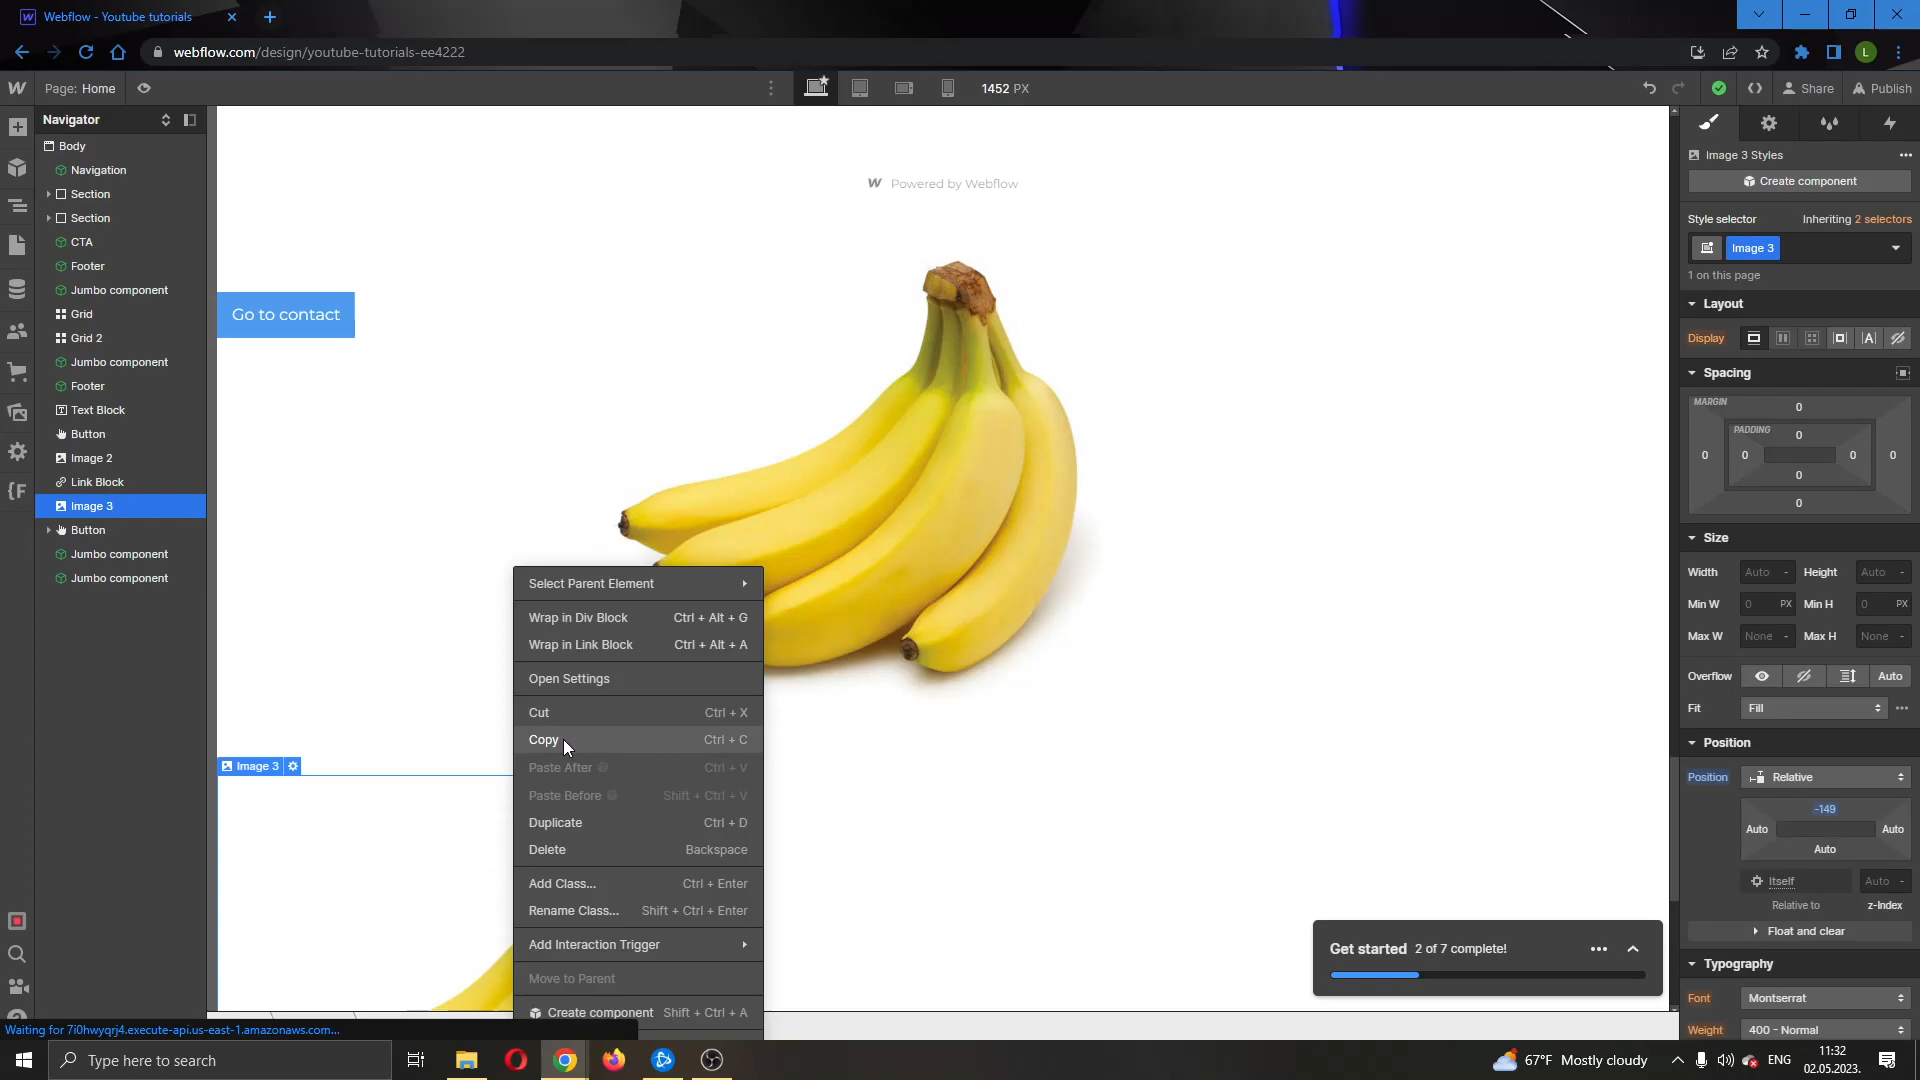 Webflow - Youtube tutorials
webflow.com/design/youtube-tutorials-ee4222
L
Page: Home
1452 PX
Share
Publish
Navigator
Body
Navigation
Section
Section
CTA
Footer
Jumbo component
Grid
Grid 2
Jumbo component
Footer
Text Block
Button
Image 2
Link Block
Image 3
Button
Jumbo component
Jumbo component
Powered by Webflow
Go to contact
Image 3
Select Parent Element
Wrap in Div Block Ctrl + Alt + G
Wrap in Link Block Ctrl + Alt + A
Open Settings
Cut Ctrl + X
Copy Ctrl + C
Paste After Ctrl + V
Paste Before Shift + Ctrl + V
Duplicate Ctrl + D
Delete Backspace
Add Class... Ctrl + Enter
Rename Class... Shift + Ctrl + Enter
Add Interaction Trigger
Move to Parent
Create component Shift + Ctrl + A
Get started 2 of 7 complete!
Image 3 Styles
Create component
Style selector Inheriting 2 selectors
Image 3
1 on this page
Layout
Display
Spacing
MARGIN
0
PADDING
0
0 0 0 0
0
0
Size
Width Auto - Height Auto -
Min W 0 PX Min H 0 PX
Max W None - Max H None -
Overflow Auto
Fit Fill
Position
Position Relative
-149
Auto Auto
Auto
Itself Auto -
Relative to z-Index
Float and clear
Typography
Font Montserrat
Weight 400 - Normal
Waiting for 7i0hwyqrj4.execute-api.us-east-1.amazonaws.com...
Type here to search
67°F Mostly cloudy
ENG
11:32
02.05.2023.